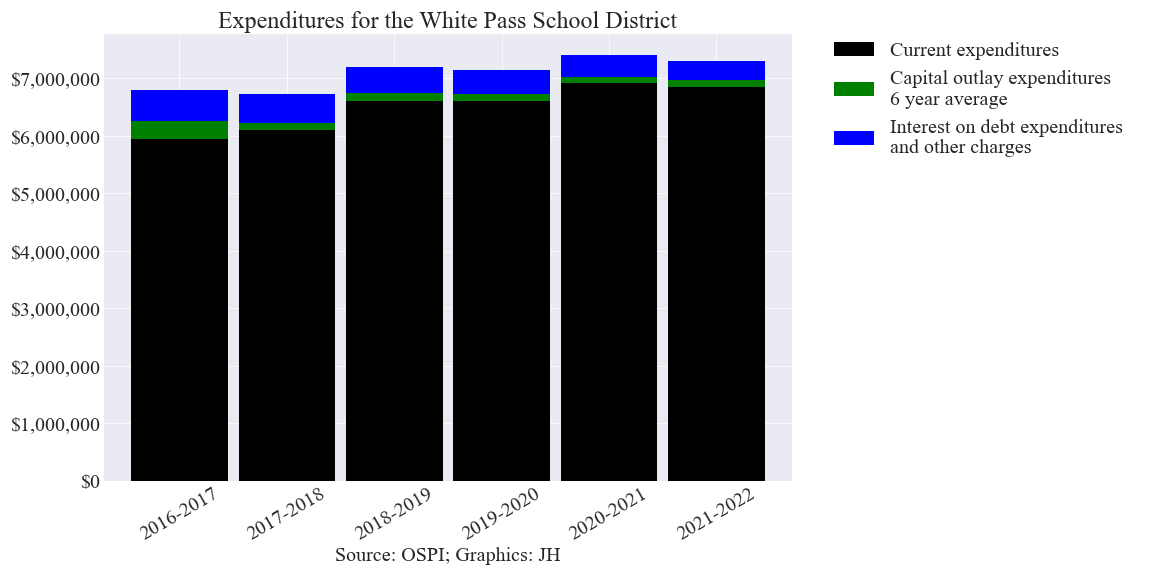 Expenditures for the White Pass School District
$7,000,000
$6,000,000
$5,000,000
$4,000,000
$3,000,000
$2,000,000
$1,000,000
$0
2016-2017
2017-2018
2018-2019
2019-2020
2020-2021
2021-2022
Source: OSPI; Graphics: JH
Current expenditures
Capital outlay expenditures
6 year average
Interest on debt expenditures
and other charges